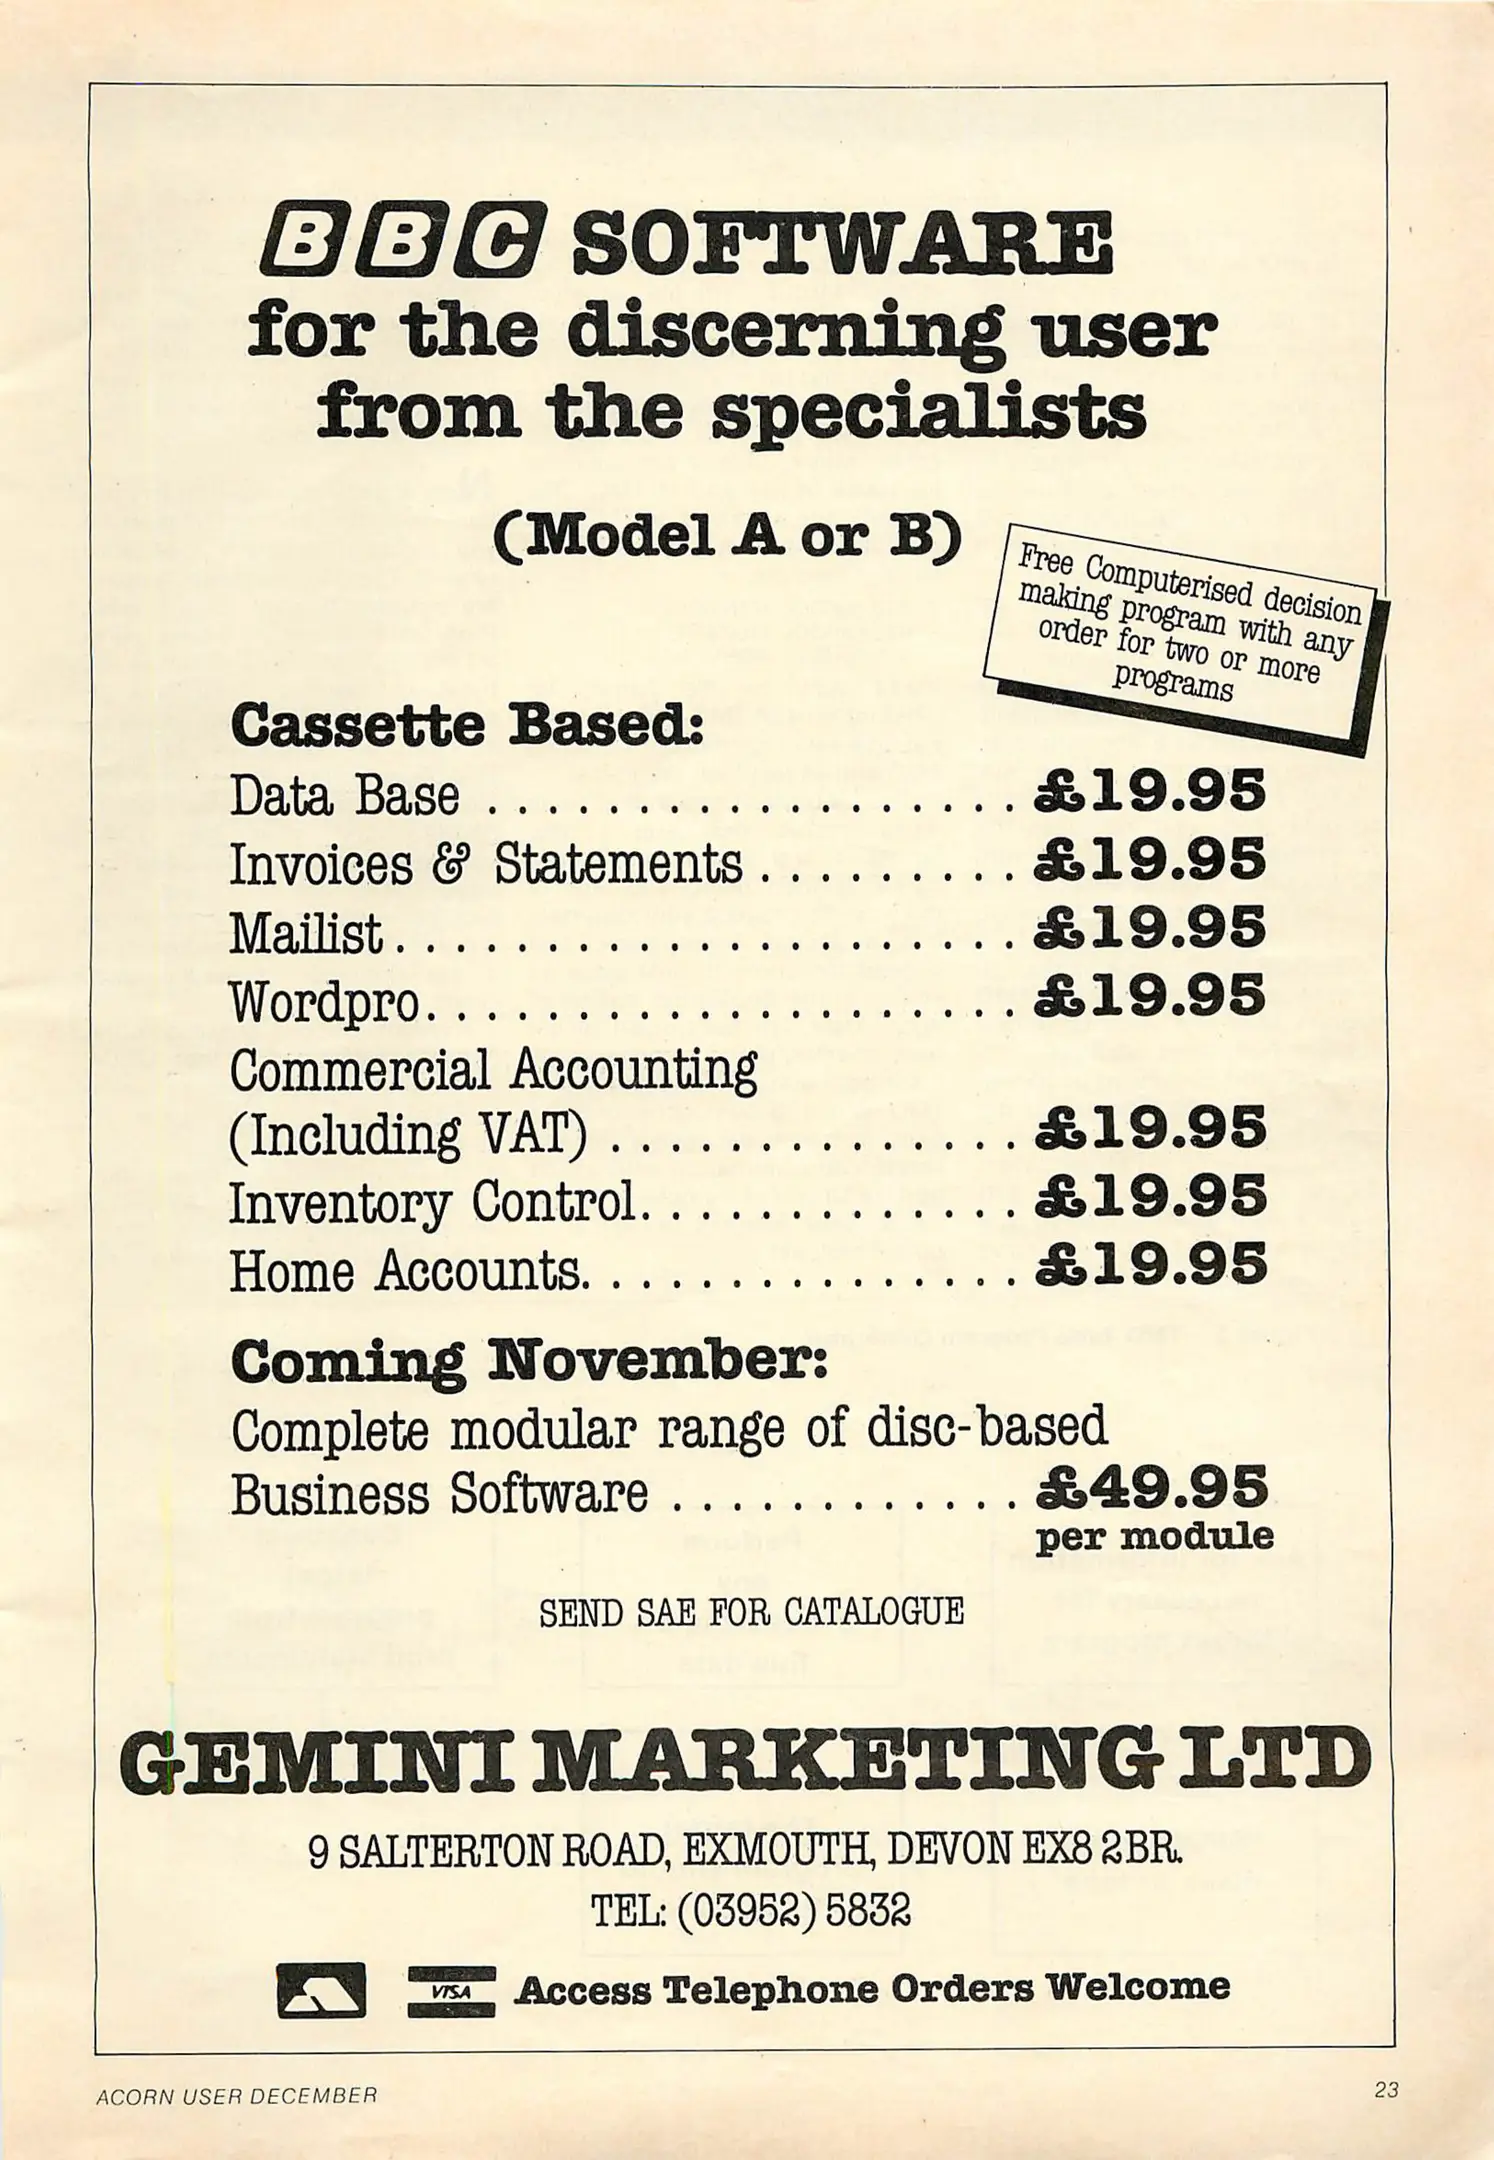 BBC SOFTWARE
for the discerning user
from the specialists
(Model A or B)
Free Computerised decision
making program with any
order for two or more
programs
Cassette Based:
Data Base .................. £19.95
Invoices & Statements ......... £19.95
Mailist..................... £19.95
Wordpro.................... £19.95
Commercial Accounting
(Including VAT) .............. £19.95
Inventory Control............. £19.95
Home Accounts............... £19.95
Coming November:
Complete modular range of disc-based
Business Software ............ £49.95
per module
SEND SAE FOR CATALOGUE
GEMINI MARKETING LTD
9 SALTERTON ROAD, EXMOUTH, DEVON EX8 2BR.
TEL: (03952) 5832
VISA Access Telephone Orders Welcome
ACORN USER DECEMBER
23